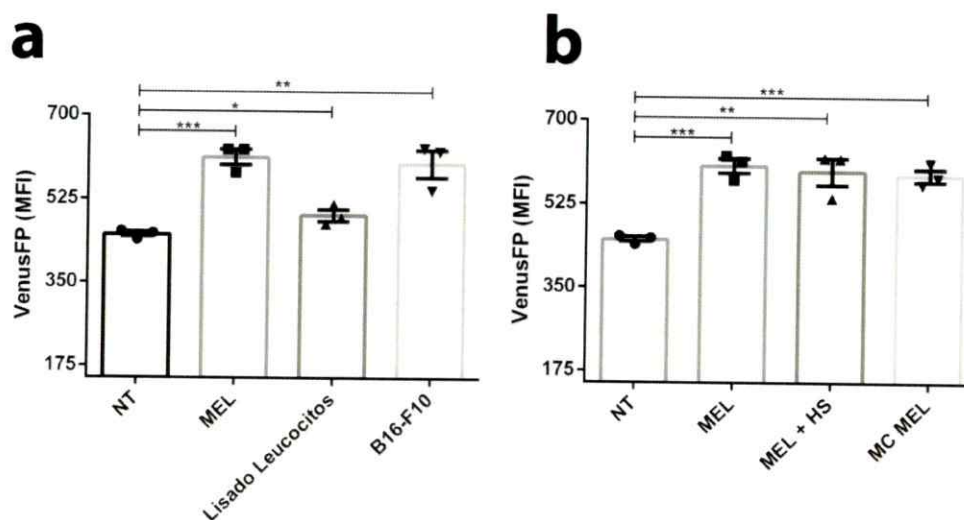 a
**
*
***
700
525
350
175
VenusFP (MFI)
NT
MEL
Lisado Leucocitos
B16-F10
b
***
**
***
700
525
350
175
VenusFP (MFI)
NT
MEL
MEL + HS
MC MEL